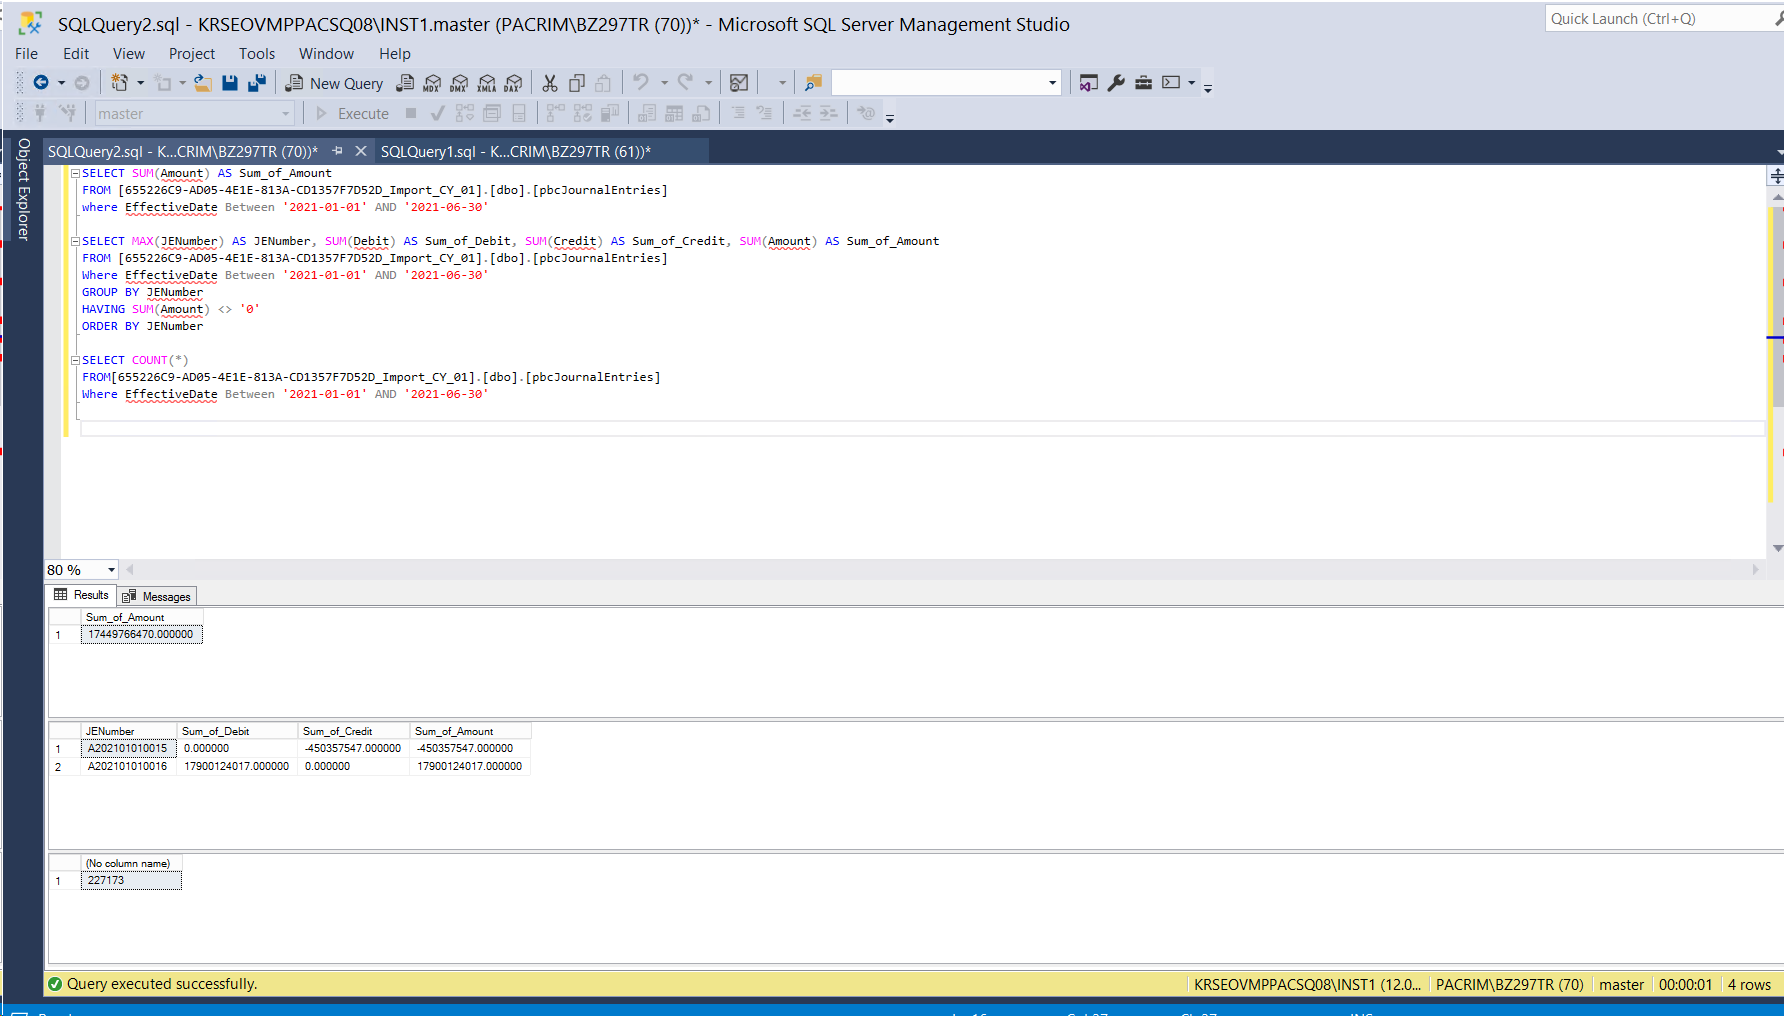 SQLQuery2.sql - KRSEOVMPPACSQ08\INST1.master (PACRIM\BZ297TR (70))* - Microsoft SQL Server Management Studio
Quick Launch (Ctrl+Q)
File Edit View Project Tools Window Help
New Query MDX DMX XMLA DAX
master Execute
Object Explorer
SQLQuery2.sql - K...CRIM\BZ297TR (70))* SQLQuery1.sql - K...CRIM\BZ297TR (61))*
SELECT SUM(Amount) AS Sum_of_Amount
FROM [655226C9-AD05-4E1E-813A-CD1357F7D52D_Import_CY_01].[dbo].[pbcJournalEntries]
where EffectiveDate Between '2021-01-01' AND '2021-06-30'
SELECT MAX(JENumber) AS JENumber, SUM(Debit) AS Sum_of_Debit, SUM(Credit) AS Sum_of_Credit, SUM(Amount) AS Sum_of_Amount
FROM [655226C9-AD05-4E1E-813A-CD1357F7D52D_Import_CY_01].[dbo].[pbcJournalEntries]
Where EffectiveDate Between '2021-01-01' AND '2021-06-30'
GROUP BY JENumber
HAVING SUM(Amount) <> '0'
ORDER BY JENumber
SELECT COUNT(*)
FROM[655226C9-AD05-4E1E-813A-CD1357F7D52D_Import_CY_01].[dbo].[pbcJournalEntries]
Where EffectiveDate Between '2021-01-01' AND '2021-06-30'
80 %
Results Messages
Sum_of_Amount
1 17449766470.000000
JENumber Sum_of_Debit Sum_of_Credit Sum_of_Amount
1 A202101010015 0.000000 -450357547.000000 -450357547.000000
2 A202101010016 17900124017.000000 0.000000 17900124017.000000
(No column name)
1 227173
Query executed successfully. KRSEOVMPPACSQ08\INST1 (12.0... PACRIM\BZ297TR (70) master 00:00:01 4 rows